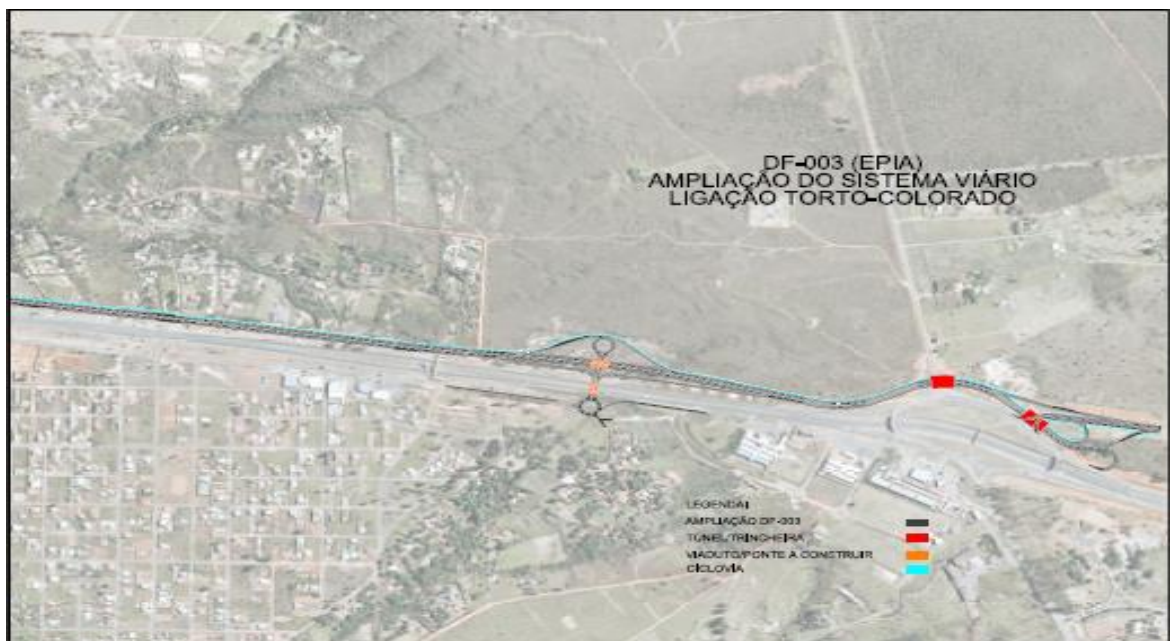 DF-003 (EPIA)
AMPLIAÇÃO DO SISTEMA VIÁRIO
LIGAÇÃO TORTO-COLORADO
LEGENDA:
AMPLIAÇÃO DF-003
TÚNEL/TRINCHEIRA
VIADUTO/PONTE A CONSTRUIR
CICLOVIA